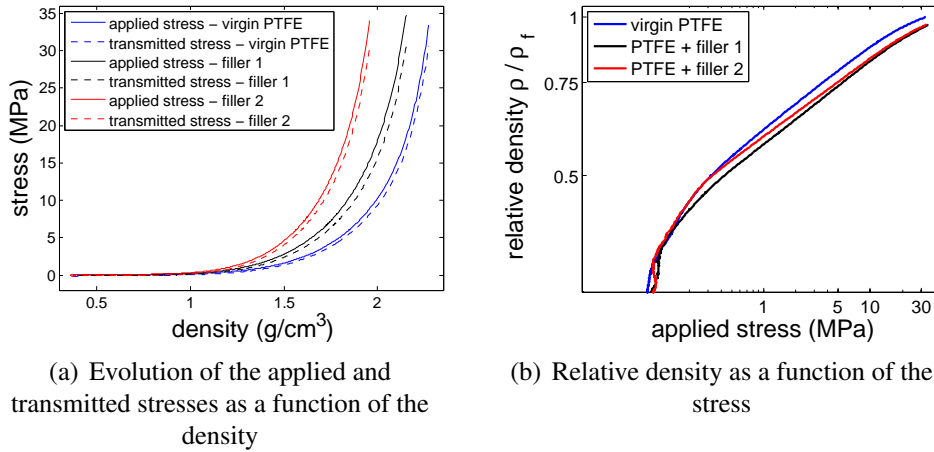 applied stress – virgin PTFE
transmitted stress – virgin PTFE
applied stress – filler 1
transmitted stress – filler 1
applied stress – filler 2
transmitted stress – filler 2
35
30
25
20
15
10
5
0
stress (MPa)
0.5 1 1.5 2
density (g/cm³)
(a) Evolution of the applied and
transmitted stresses as a function of the
density
virgin PTFE
PTFE + filler 1
PTFE + filler 2
1
0.75
0.5
relative density ρ / ρf
1 5 10 30
applied stress (MPa)
(b) Relative density as a function of the
stress